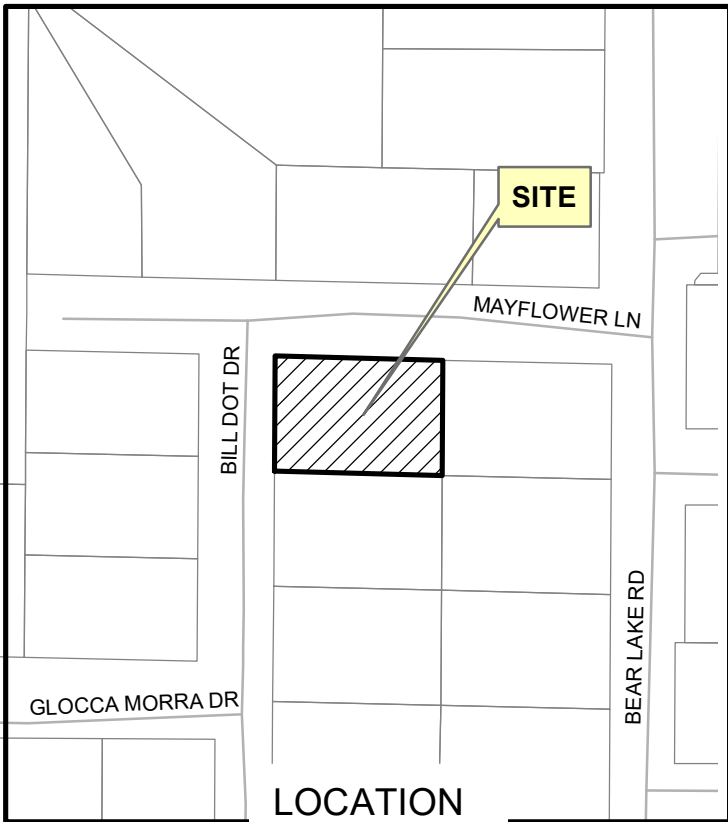 SITE
MAYFLOWER LN
BILL DOT DR
BEAR LAKE RD
GLOCCA MORRA DR
LOCATION